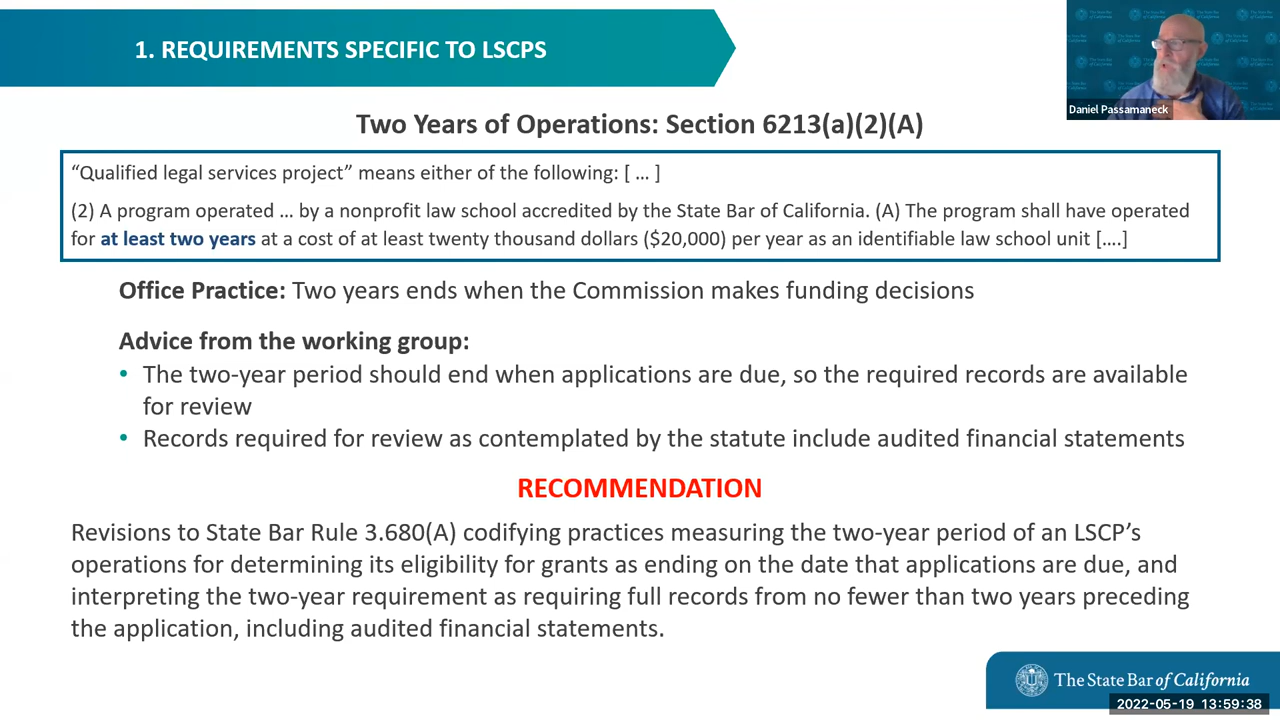 1. REQUIREMENTS SPECIFIC TO LSCPS
Daniel Passamaneck
Two Years of Operations: Section 6213(a)(2)(A)
“Qualified legal services project” means either of the following: [ … ]
(2) A program operated … by a nonprofit law school accredited by the State Bar of California. (A) The program shall have operated
for at least two years at a cost of at least twenty thousand dollars ($20,000) per year as an identifiable law school unit [….]
Office Practice: Two years ends when the Commission makes funding decisions
Advice from the working group:
• The two-year period should end when applications are due, so the required records are available
for review
• Records required for review as contemplated by the statute include audited financial statements
RECOMMENDATION
Revisions to State Bar Rule 3.680(A) codifying practices measuring the two-year period of an LSCP’s
operations for determining its eligibility for grants as ending on the date that applications are due, and
interpreting the two-year requirement as requiring full records from no fewer than two years preceding
the application, including audited financial statements.
The State Bar of California
2022-05-19 13:59:38